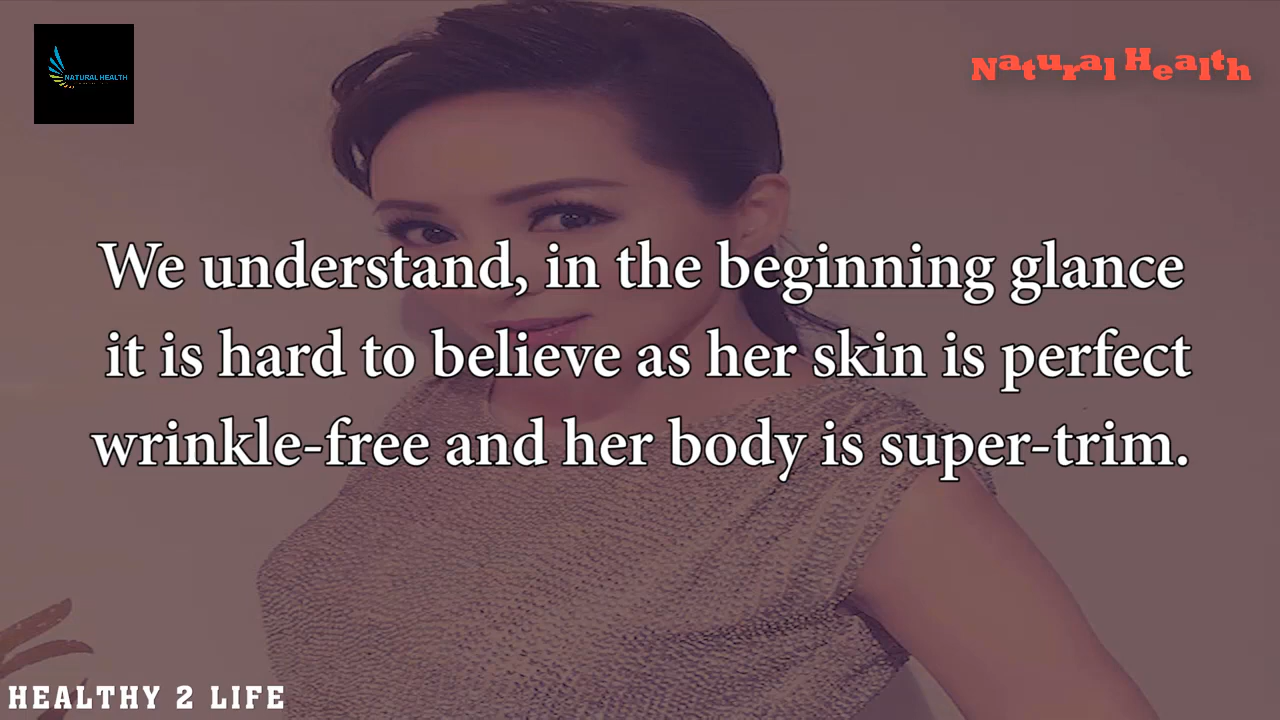 NATURAL HEALTH
Natural Health
We understand, in the beginning glance
it is hard to believe as her skin is perfect
wrinkle-free and her body is super-trim.
HEALTHY 2 LIFE